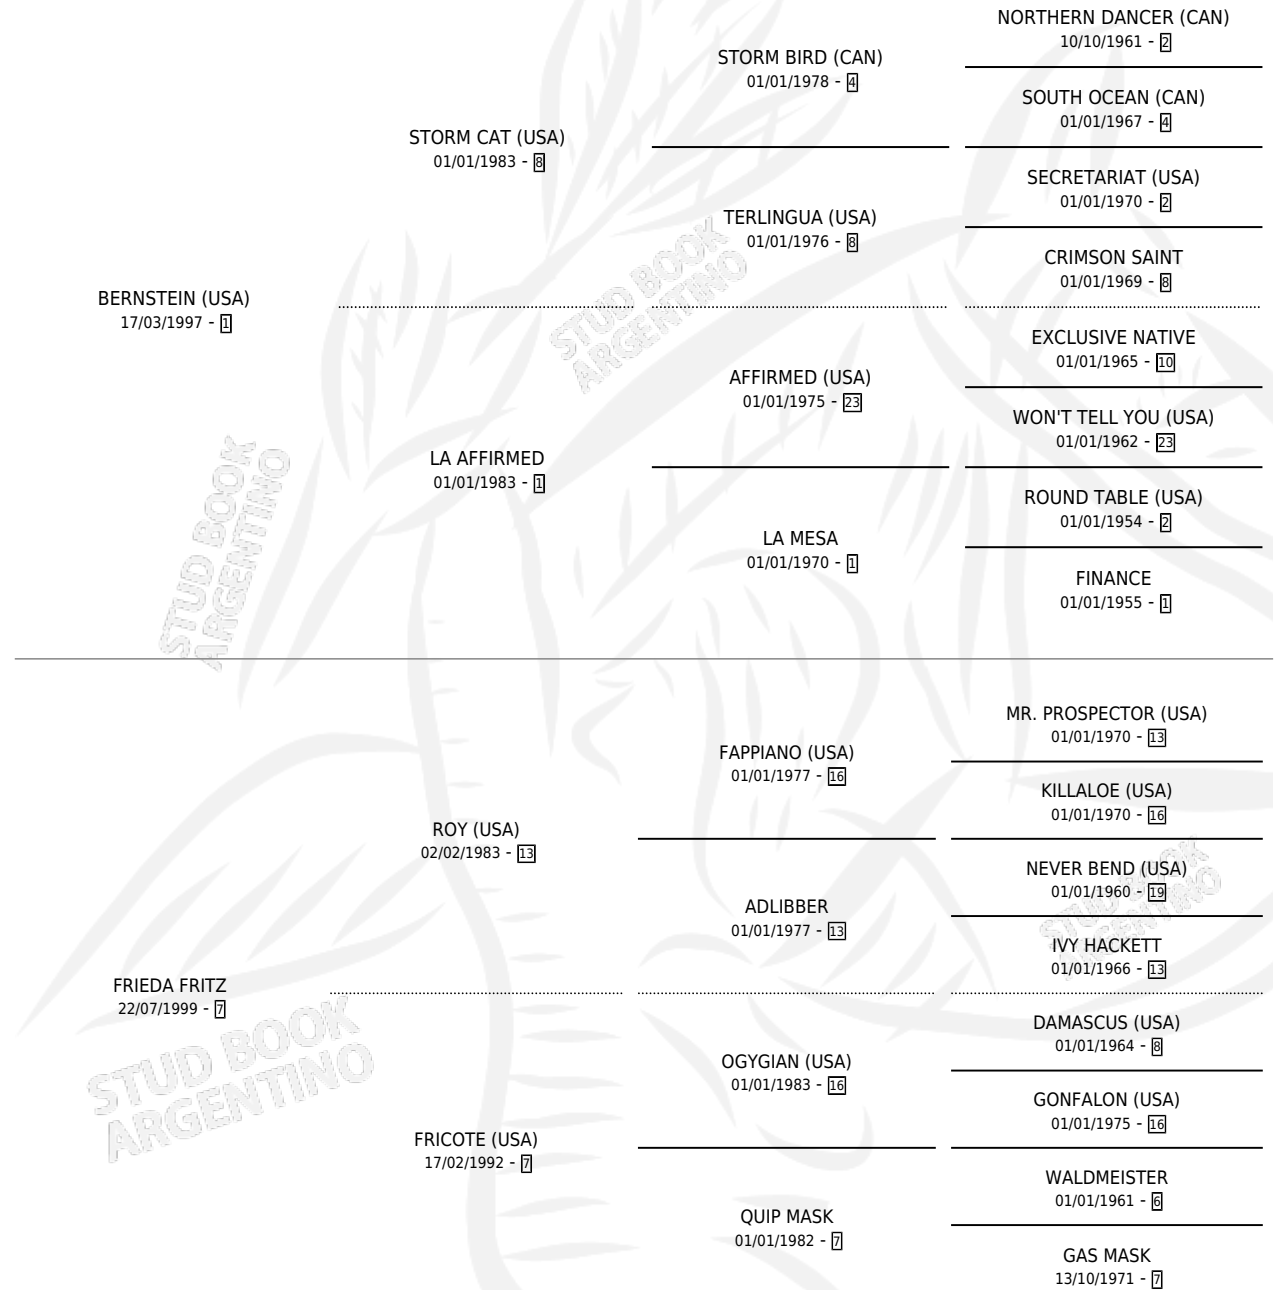 NORTHERN DANCER (CAN)
10/10/1961 - 2
STORM BIRD (CAN)
01/01/1978 - 4
SOUTH OCEAN (CAN)
01/01/1967 - 4
STORM CAT (USA)
01/01/1983 - 8
SECRETARIAT (USA)
01/01/1970 - 2
TERLINGUA (USA)
01/01/1976 - 8
CRIMSON SAINT
01/01/1969 - 8
BERNSTEIN (USA)
17/03/1997 - 1
STUD BOOK
ARGENTINO
EXCLUSIVE NATIVE
01/01/1965 - 10
AFFIRMED (USA)
01/01/1975 - 23
WON'T TELL YOU (USA)
01/01/1962 - 23
LA AFFIRMED
01/01/1983 - 1
ROUND TABLE (USA)
01/01/1954 - 2
LA MESA
01/01/1970 - 1
FINANCE
01/01/1955 - 1
STUD BOOK
ARGENTINO
MR. PROSPECTOR (USA)
01/01/1970 - 13
FAPPIANO (USA)
01/01/1977 - 16
KILLALOE (USA)
01/01/1970 - 16
ROY (USA)
02/02/1983 - 13
NEVER BEND (USA)
01/01/1960 - 19
ADLIBBER
01/01/1977 - 13
IVY HACKETT
01/01/1966 - 13
STUD BOOK
ARGENTINO
FRIEDA FRITZ
22/07/1999 - 7
DAMASCUS (USA)
01/01/1964 - 8
OGYGIAN (USA)
01/01/1983 - 16
GONFALON (USA)
01/01/1975 - 16
STUD BOOK
ARGENTINO
FRICOTE (USA)
17/02/1992 - 7
WALDMEISTER
01/01/1961 - 6
QUIP MASK
01/01/1982 - 7
GAS MASK
13/10/1971 - 7